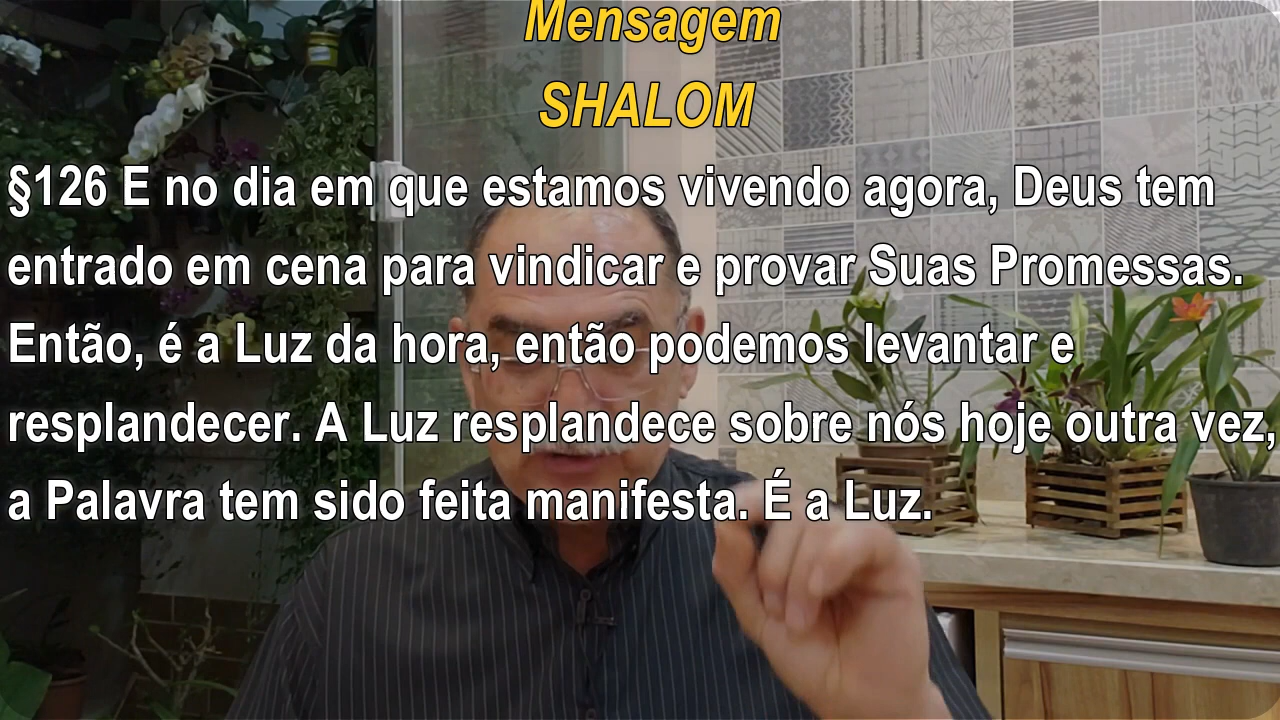 Mensagem
SHALOM
§126 E no dia em que estamos vivendo agora, Deus tem
entrado em cena para vindicar e provar Suas Promessas.
Então, é a Luz da hora, então podemos levantar e
resplandecer. A Luz resplandece sobre nós hoje outra vez,
a Palavra tem sido feita manifesta. É a Luz.